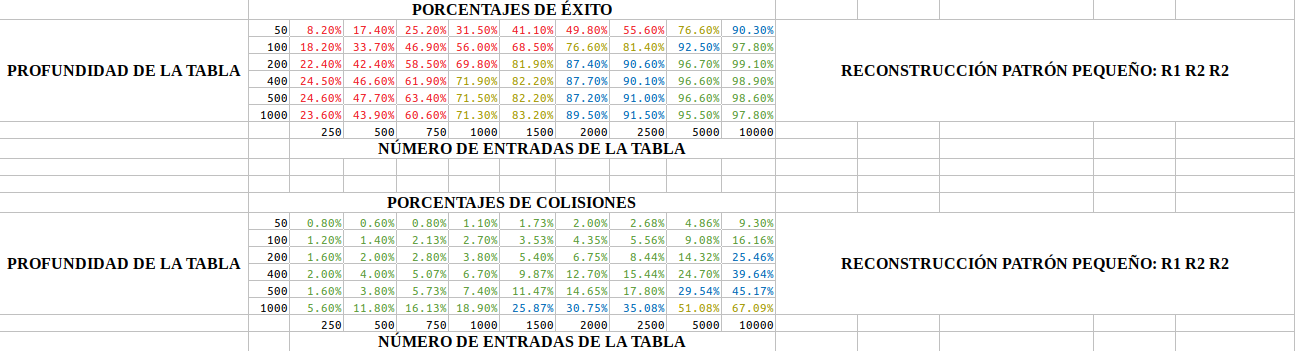 PORCENTAJES DE ÉXITO
50 8.20% 17.40% 25.20% 31.50% 41.10% 49.80% 55.60% 76.60% 90.30%
100 18.20% 33.70% 46.90% 56.00% 68.50% 76.60% 81.40% 92.50% 97.80%
200 22.40% 42.40% 58.50% 69.80% 81.90% 87.40% 90.60% 96.70% 99.10%
PROFUNDIDAD DE LA TABLA RECONSTRUCCIÓN PATRÓN PEQUEÑO: R1 R2 R2
400 24.50% 46.60% 61.90% 71.90% 82.20% 87.70% 90.10% 96.60% 98.90%
500 24.60% 47.70% 63.40% 71.50% 82.20% 87.20% 91.00% 96.60% 98.60%
1000 23.60% 43.90% 60.60% 71.30% 83.20% 89.50% 91.50% 95.50% 97.80%
250 500 750 1000 1500 2000 2500 5000 10000
NÚMERO DE ENTRADAS DE LA TABLA
PORCENTAJES DE COLISIONES
50 0.80% 0.60% 0.80% 1.10% 1.73% 2.00% 2.68% 4.86% 9.30%
100 1.20% 1.40% 2.13% 2.70% 3.53% 4.35% 5.56% 9.08% 16.16%
200 1.60% 2.00% 2.80% 3.80% 5.40% 6.75% 8.44% 14.32% 25.46%
PROFUNDIDAD DE LA TABLA RECONSTRUCCIÓN PATRÓN PEQUEÑO: R1 R2 R2
400 2.00% 4.00% 5.07% 6.70% 9.87% 12.70% 15.44% 24.70% 39.64%
500 1.60% 3.80% 5.73% 7.40% 11.47% 14.65% 17.80% 29.54% 45.17%
1000 5.60% 11.80% 16.13% 18.90% 25.87% 30.75% 35.08% 51.08% 67.09%
250 500 750 1000 1500 2000 2500 5000 10000
NÚMERO DE ENTRADAS DE LA TABLA